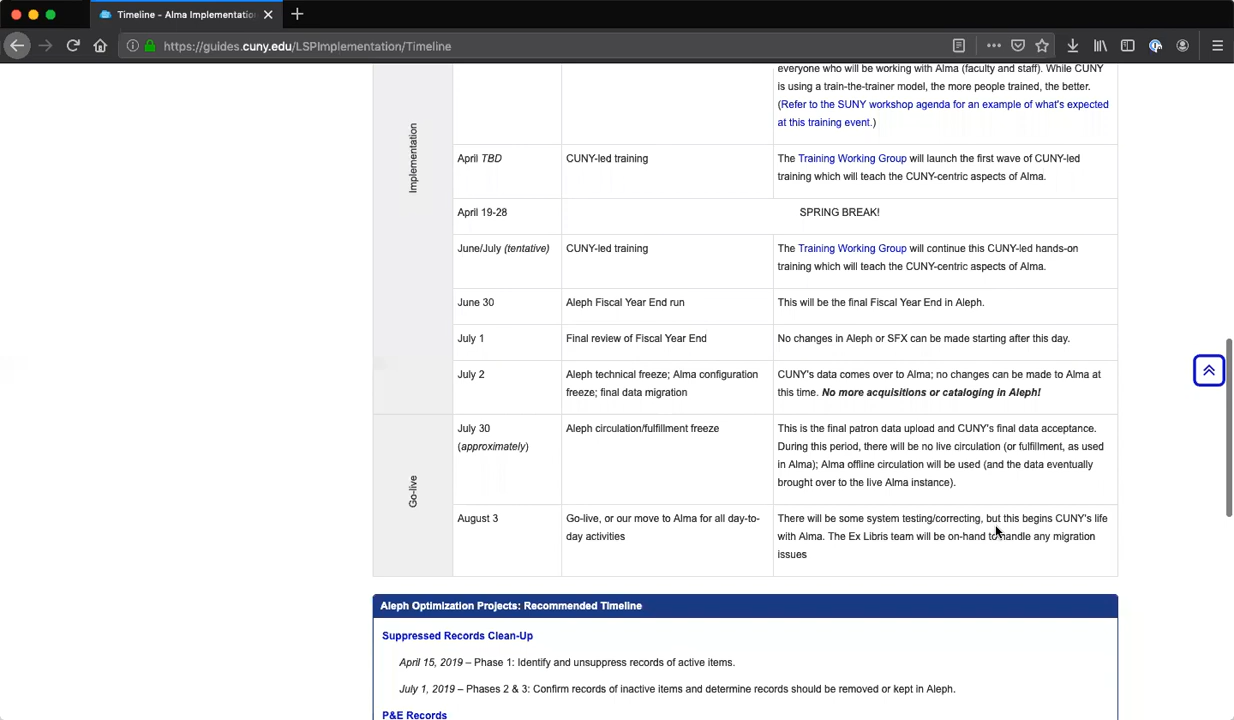 Timeline - Alma Implementatio
https://guides.cuny.edu/LSPImplementation/Timeline
everyone who will be working with Alma (faculty and staff). While CUNY
is using a train-the-trainer model, the more people trained, the better.
(Refer to the SUNY workshop agenda for an example of what's expected
at this training event.)
Implementation
April TBD
CUNY-led training
The Training Working Group will launch the first wave of CUNY-led
training which will teach the CUNY-centric aspects of Alma.
April 19-28
SPRING BREAK!
June/July (tentative)
CUNY-led training
The Training Working Group will continue this CUNY-led hands-on
training which will teach the CUNY-centric aspects of Alma.
June 30
Aleph Fiscal Year End run
This will be the final Fiscal Year End in Aleph.
July 1
Final review of Fiscal Year End
No changes in Aleph or SFX can be made starting after this day.
July 2
Aleph technical freeze; Alma configuration
freeze; final data migration
CUNY's data comes over to Alma; no changes can be made to Alma at
this time. No more acquisitions or cataloging in Aleph!
Go-live
July 30
(approximately)
Aleph circulation/fulfillment freeze
This is the final patron data upload and CUNY's final data acceptance.
During this period, there will be no live circulation (or fulfillment, as used
in Alma); Alma offline circulation will be used (and the data eventually
brought over to the live Alma instance).
August 3
Go-live, or our move to Alma for all day-to-
day activities
There will be some system testing/correcting, but this begins CUNY's life
with Alma. The Ex Libris team will be on-hand to handle any migration
issues
Aleph Optimization Projects: Recommended Timeline
Suppressed Records Clean-Up
April 15, 2019 – Phase 1: Identify and unsuppress records of active items.
July 1, 2019 – Phases 2 & 3: Confirm records of inactive items and determine records should be removed or kept in Aleph.
P&E Records